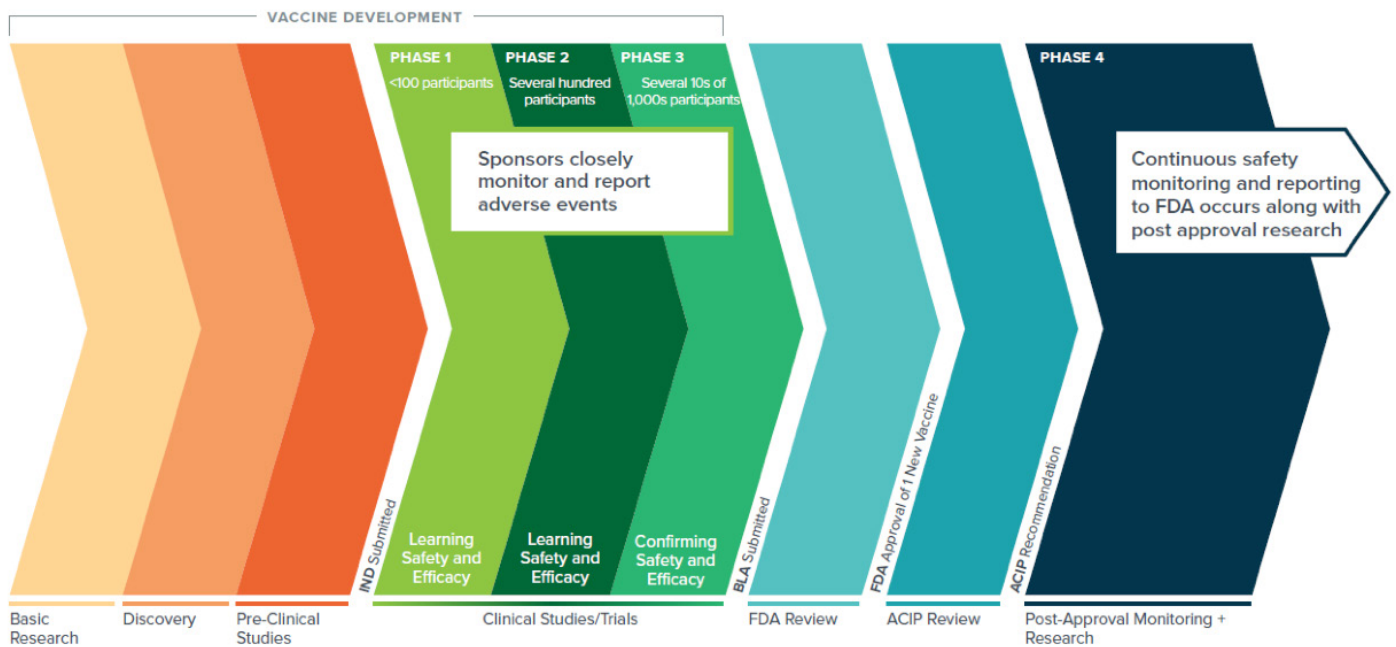 VACCINE DEVELOPMENT
PHASE 1
<100 participants
PHASE 2
Several hundred
participants
PHASE 3
Several 10s of
1,000s participants
PHASE 4
Sponsors closely
monitor and report
adverse events
Continuous safety
monitoring and reporting
to FDA occurs along with
post approval research
IND Submitted
Learning
Safety and
Efficacy
Learning
Safety and
Efficacy
Confirming
Safety and
Efficacy
BLA Submitted
FDA Approval of 1 New Vaccine
ACIP Recommendation
Basic
Research
Discovery
Pre-Clinical
Studies
Clinical Studies/Trials
FDA Review
ACIP Review
Post-Approval Monitoring +
Research